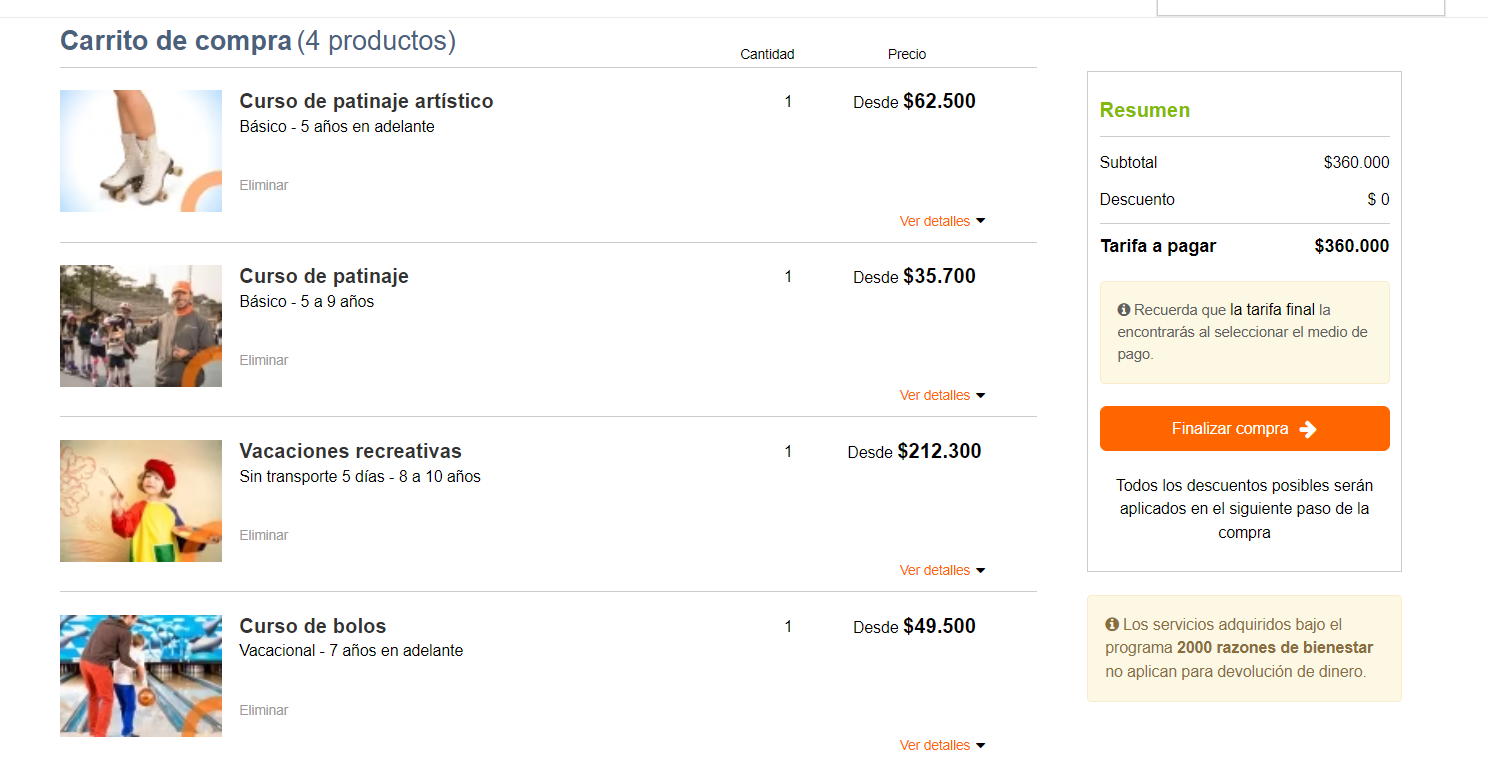 Carrito de compra (4 productos)
Cantidad
Precio
Curso de patinaje artístico
1
Desde $62.500
Básico - 5 años en adelante
Eliminar
Ver detalles
Curso de patinaje
1
Desde $35.700
Básico - 5 a 9 años
Eliminar
Ver detalles
Vacaciones recreativas
1
Desde $212.300
Sin transporte 5 días - 8 a 10 años
Eliminar
Ver detalles
Curso de bolos
1
Desde $49.500
Vacacional - 7 años en adelante
Eliminar
Ver detalles
Resumen
Subtotal $360.000
Descuento $ 0
Tarifa a pagar $360.000
Recuerda que la tarifa final la
encontrarás al seleccionar el medio de
pago.
Finalizar compra
Todos los descuentos posibles serán
aplicados en el siguiente paso de la
compra
Los servicios adquiridos bajo el
programa 2000 razones de bienestar
no aplican para devolución de dinero.